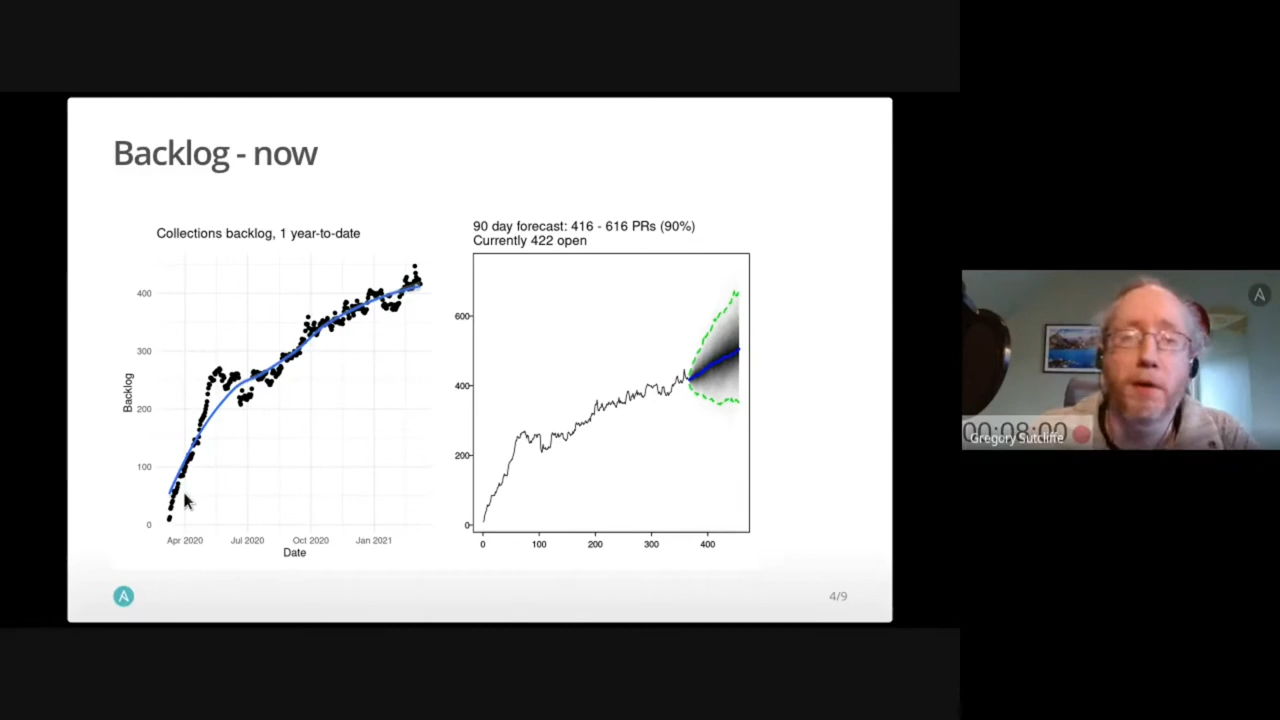 Backlog - now
Collections backlog, 1 year-to-date
Backlog
400
300
200
100
0
Apr 2020
Jul 2020
Oct 2020
Jan 2021
Date
90 day forecast: 416 - 616 PRs (90%)
Currently 422 open
600
400
200
0
0
100
200
300
400
A
4/9
A
00:08:00
Gregory Sutcliffe